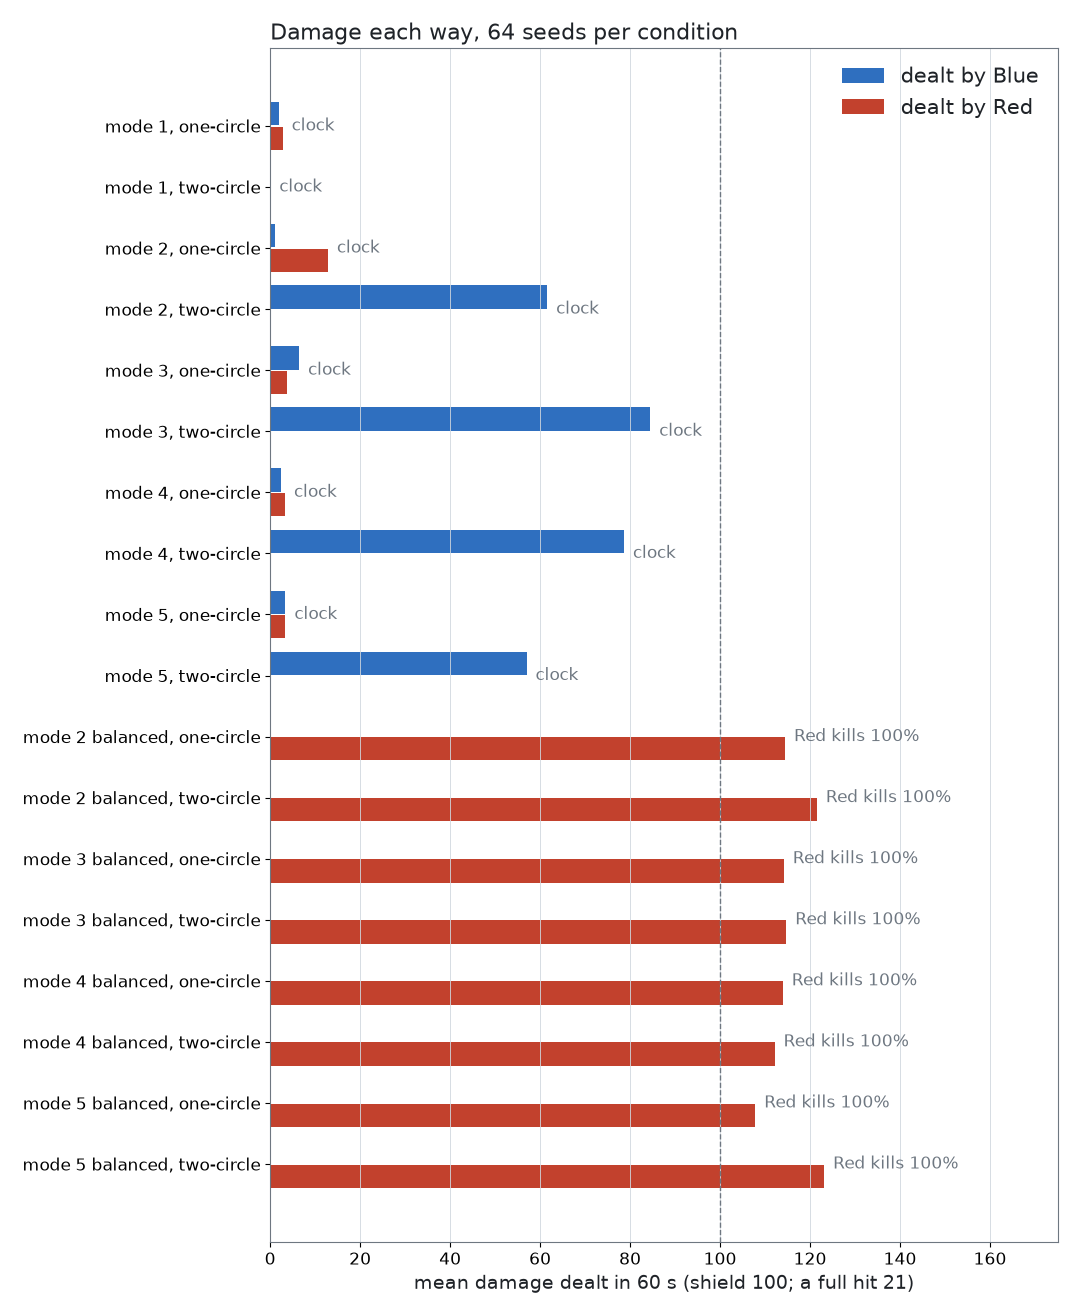 Damage each way, 64 seeds per condition
dealt by Blue
dealt by Red
mode 1, one-circle
clock
mode 1, two-circle
clock
mode 2, one-circle
clock
mode 2, two-circle
clock
mode 3, one-circle
clock
mode 3, two-circle
clock
mode 4, one-circle
clock
mode 4, two-circle
clock
mode 5, one-circle
clock
mode 5, two-circle
clock
mode 2 balanced, one-circle
Red kills 100%
mode 2 balanced, two-circle
Red kills 100%
mode 3 balanced, one-circle
Red kills 100%
mode 3 balanced, two-circle
Red kills 100%
mode 4 balanced, one-circle
Red kills 100%
mode 4 balanced, two-circle
Red kills 100%
mode 5 balanced, one-circle
Red kills 100%
mode 5 balanced, two-circle
Red kills 100%
0 20 40 60 80 100 120 140 160
mean damage dealt in 60 s (shield 100; a full hit 21)